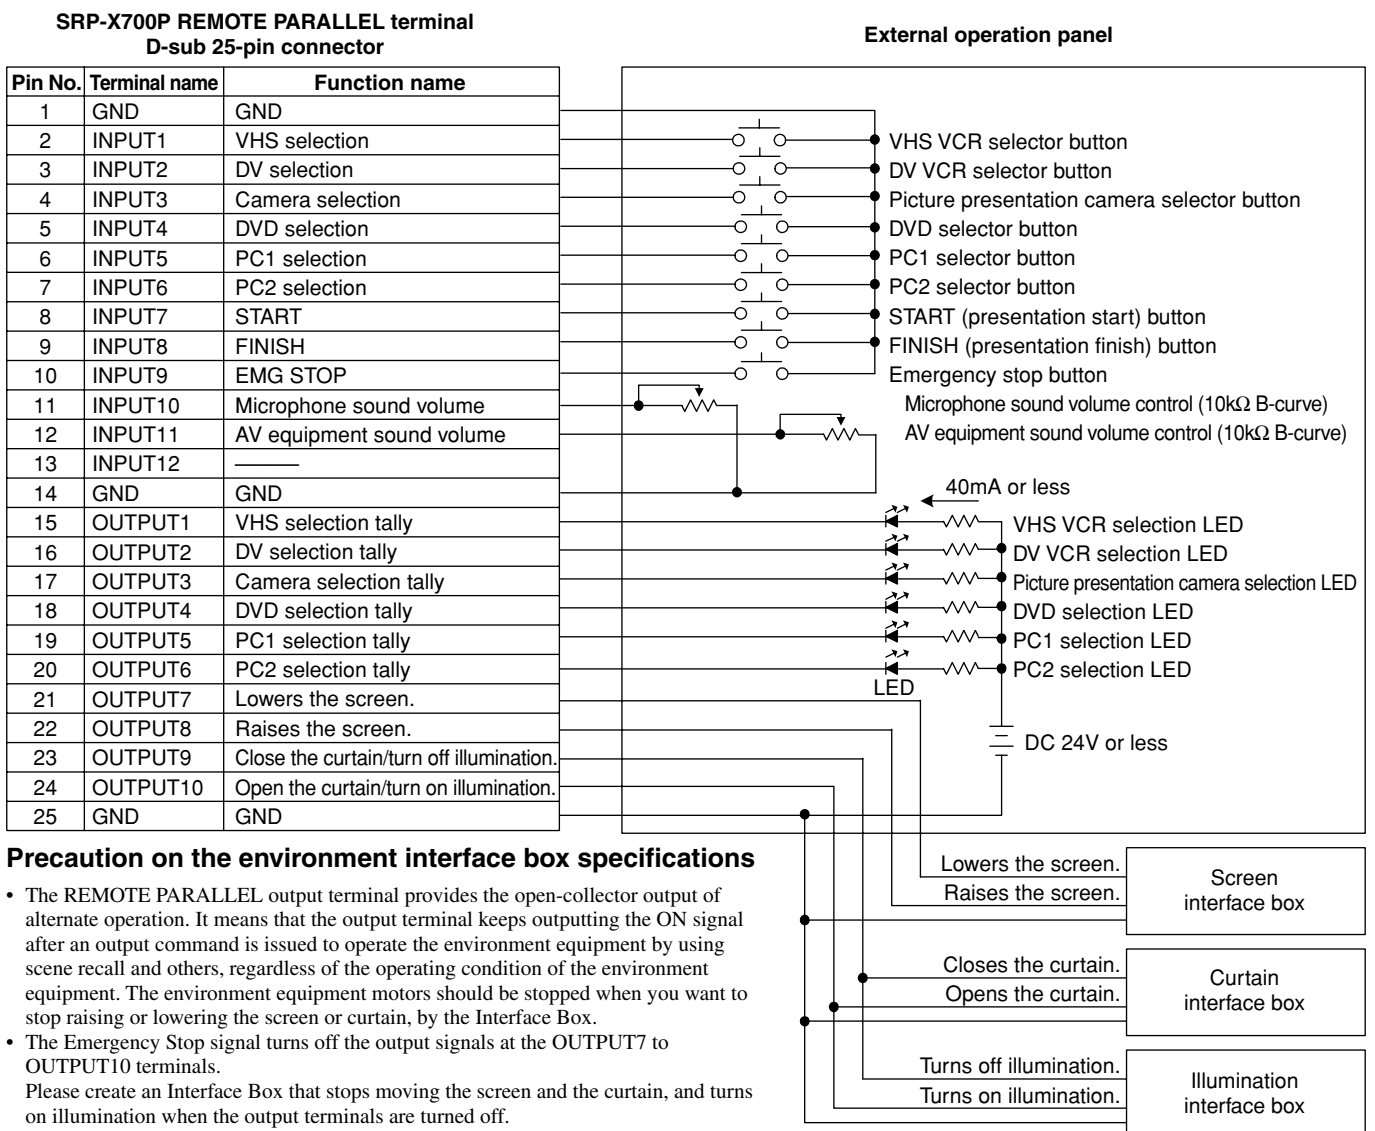 SRP-X700P REMOTE PARALLEL terminal
D-sub 25-pin connector
External operation panel
Pin No. Terminal name Function name
1 GND GND
2 INPUT1 VHS selection
3 INPUT2 DV selection
4 INPUT3 Camera selection
5 INPUT4 DVD selection
6 INPUT5 PC1 selection
7 INPUT6 PC2 selection
8 INPUT7 START
9 INPUT8 FINISH
10 INPUT9 EMG STOP
11 INPUT10 Microphone sound volume
12 INPUT11 AV equipment sound volume
13 INPUT12 ———
14 GND GND
15 OUTPUT1 VHS selection tally
16 OUTPUT2 DV selection tally
17 OUTPUT3 Camera selection tally
18 OUTPUT4 DVD selection tally
19 OUTPUT5 PC1 selection tally
20 OUTPUT6 PC2 selection tally
21 OUTPUT7 Lowers the screen.
22 OUTPUT8 Raises the screen.
23 OUTPUT9 Close the curtain/turn off illumination.
24 OUTPUT10 Open the curtain/turn on illumination.
25 GND GND
VHS VCR selector button
DV VCR selector button
Picture presentation camera selector button
DVD selector button
PC1 selector button
PC2 selector button
START (presentation start) button
FINISH (presentation finish) button
Emergency stop button
Microphone sound volume control (10kΩ B-curve)
AV equipment sound volume control (10kΩ B-curve)
40mA or less
VHS VCR selection LED
DV VCR selection LED
Picture presentation camera selection LED
DVD selection LED
PC1 selection LED
PC2 selection LED
LED
DC 24V or less
Precaution on the environment interface box specifications
• The REMOTE PARALLEL output terminal provides the open-collector output of
alternate operation. It means that the output terminal keeps outputting the ON signal
after an output command is issued to operate the environment equipment by using
scene recall and others, regardless of the operating condition of the environment
equipment. The environment equipment motors should be stopped when you want to
stop raising or lowering the screen or curtain, by the Interface Box.
• The Emergency Stop signal turns off the output signals at the OUTPUT7 to
OUTPUT10 terminals.
Please create an Interface Box that stops moving the screen and the curtain, and turns
on illumination when the output terminals are turned off.
Lowers the screen.
Raises the screen.
Screen
interface box
Closes the curtain.
Opens the curtain.
Curtain
interface box
Turns off illumination.
Turns on illumination.
Illumination
interface box